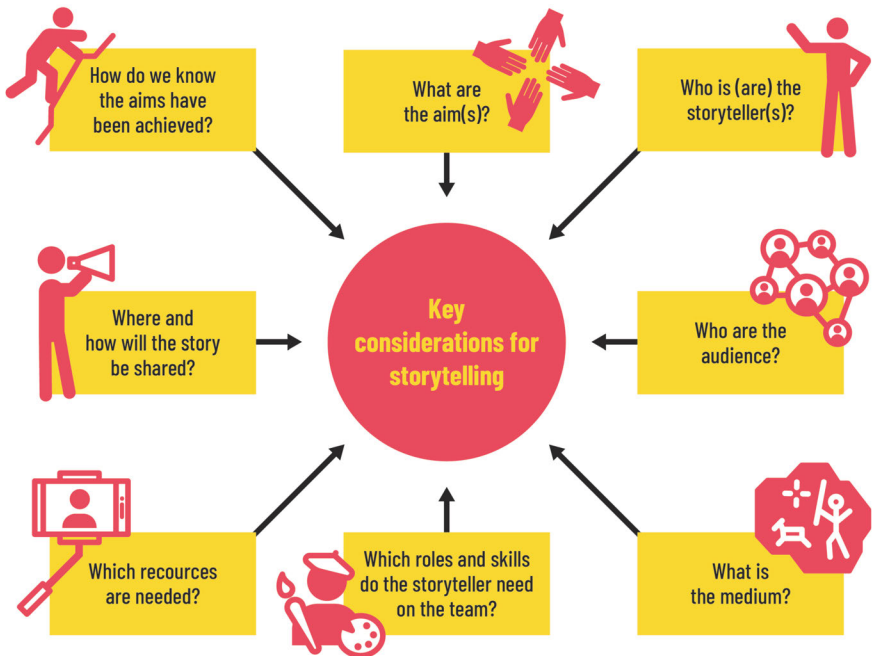 How do we know
the aims have
been achieved?
What are
the aim(s)?
Who is (are) the
storyteller(s)?
Where and
how will the story
be shared?
Key
considerations for
storytelling
Who are the
audience?
Which recources
are needed?
Which roles and skills
do the storyteller need
on the team?
What is
the medium?